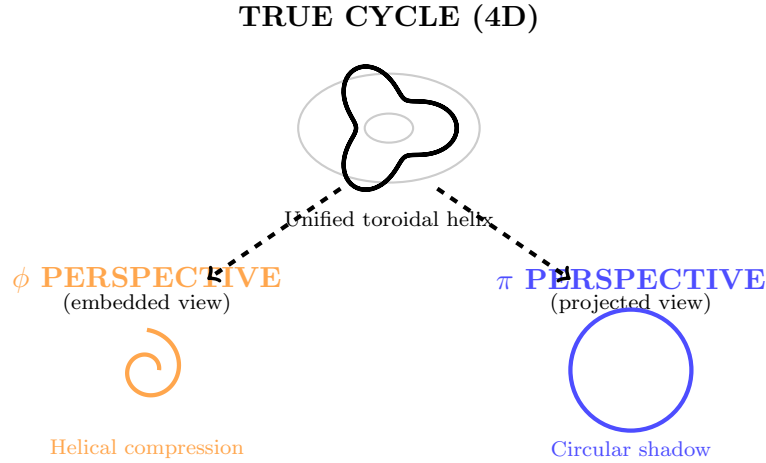 TRUE CYCLE (4D)
Unified toroidal helix
ϕ PERSPECTIVE
(embedded view)
π PERSPECTIVE
(projected view)
Helical compression
Circular shadow